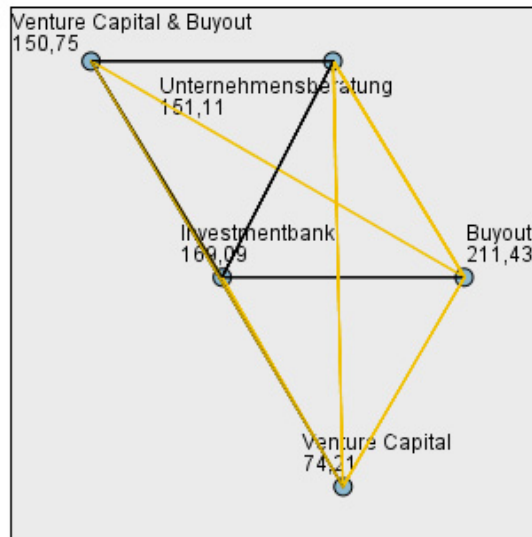 Venture Capital & Buyout
150,75
Unternehmensberatung
151,11
Investmentbank
169,09
Buyout
211,43
Venture Capital
74,21